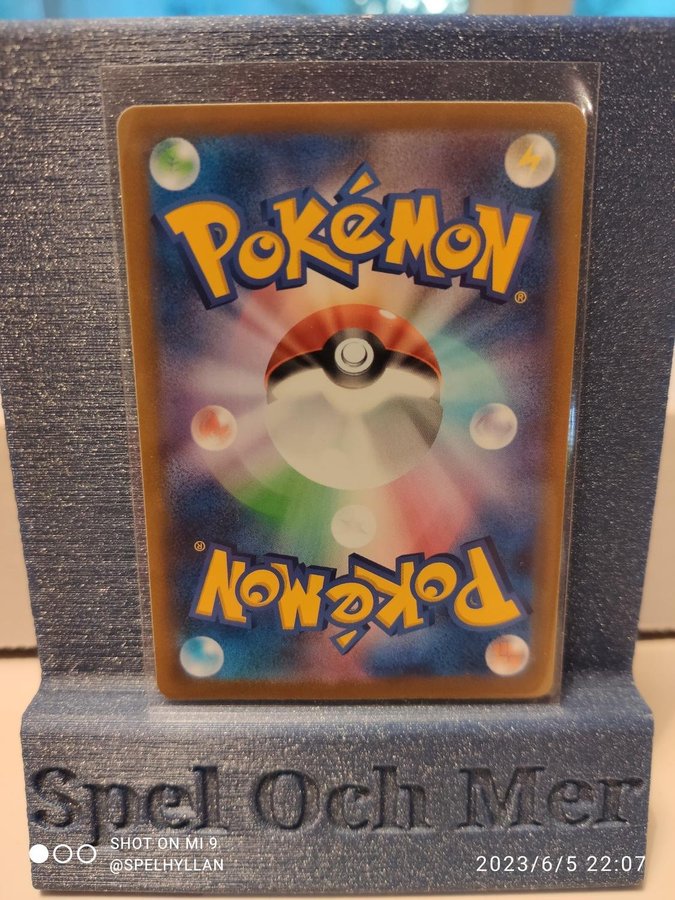 POKéMON
®
®
POKéMON
Spel Och Mer
SHOT ON MI 9
@SPELHYLLAN
2023/6/5 22:07